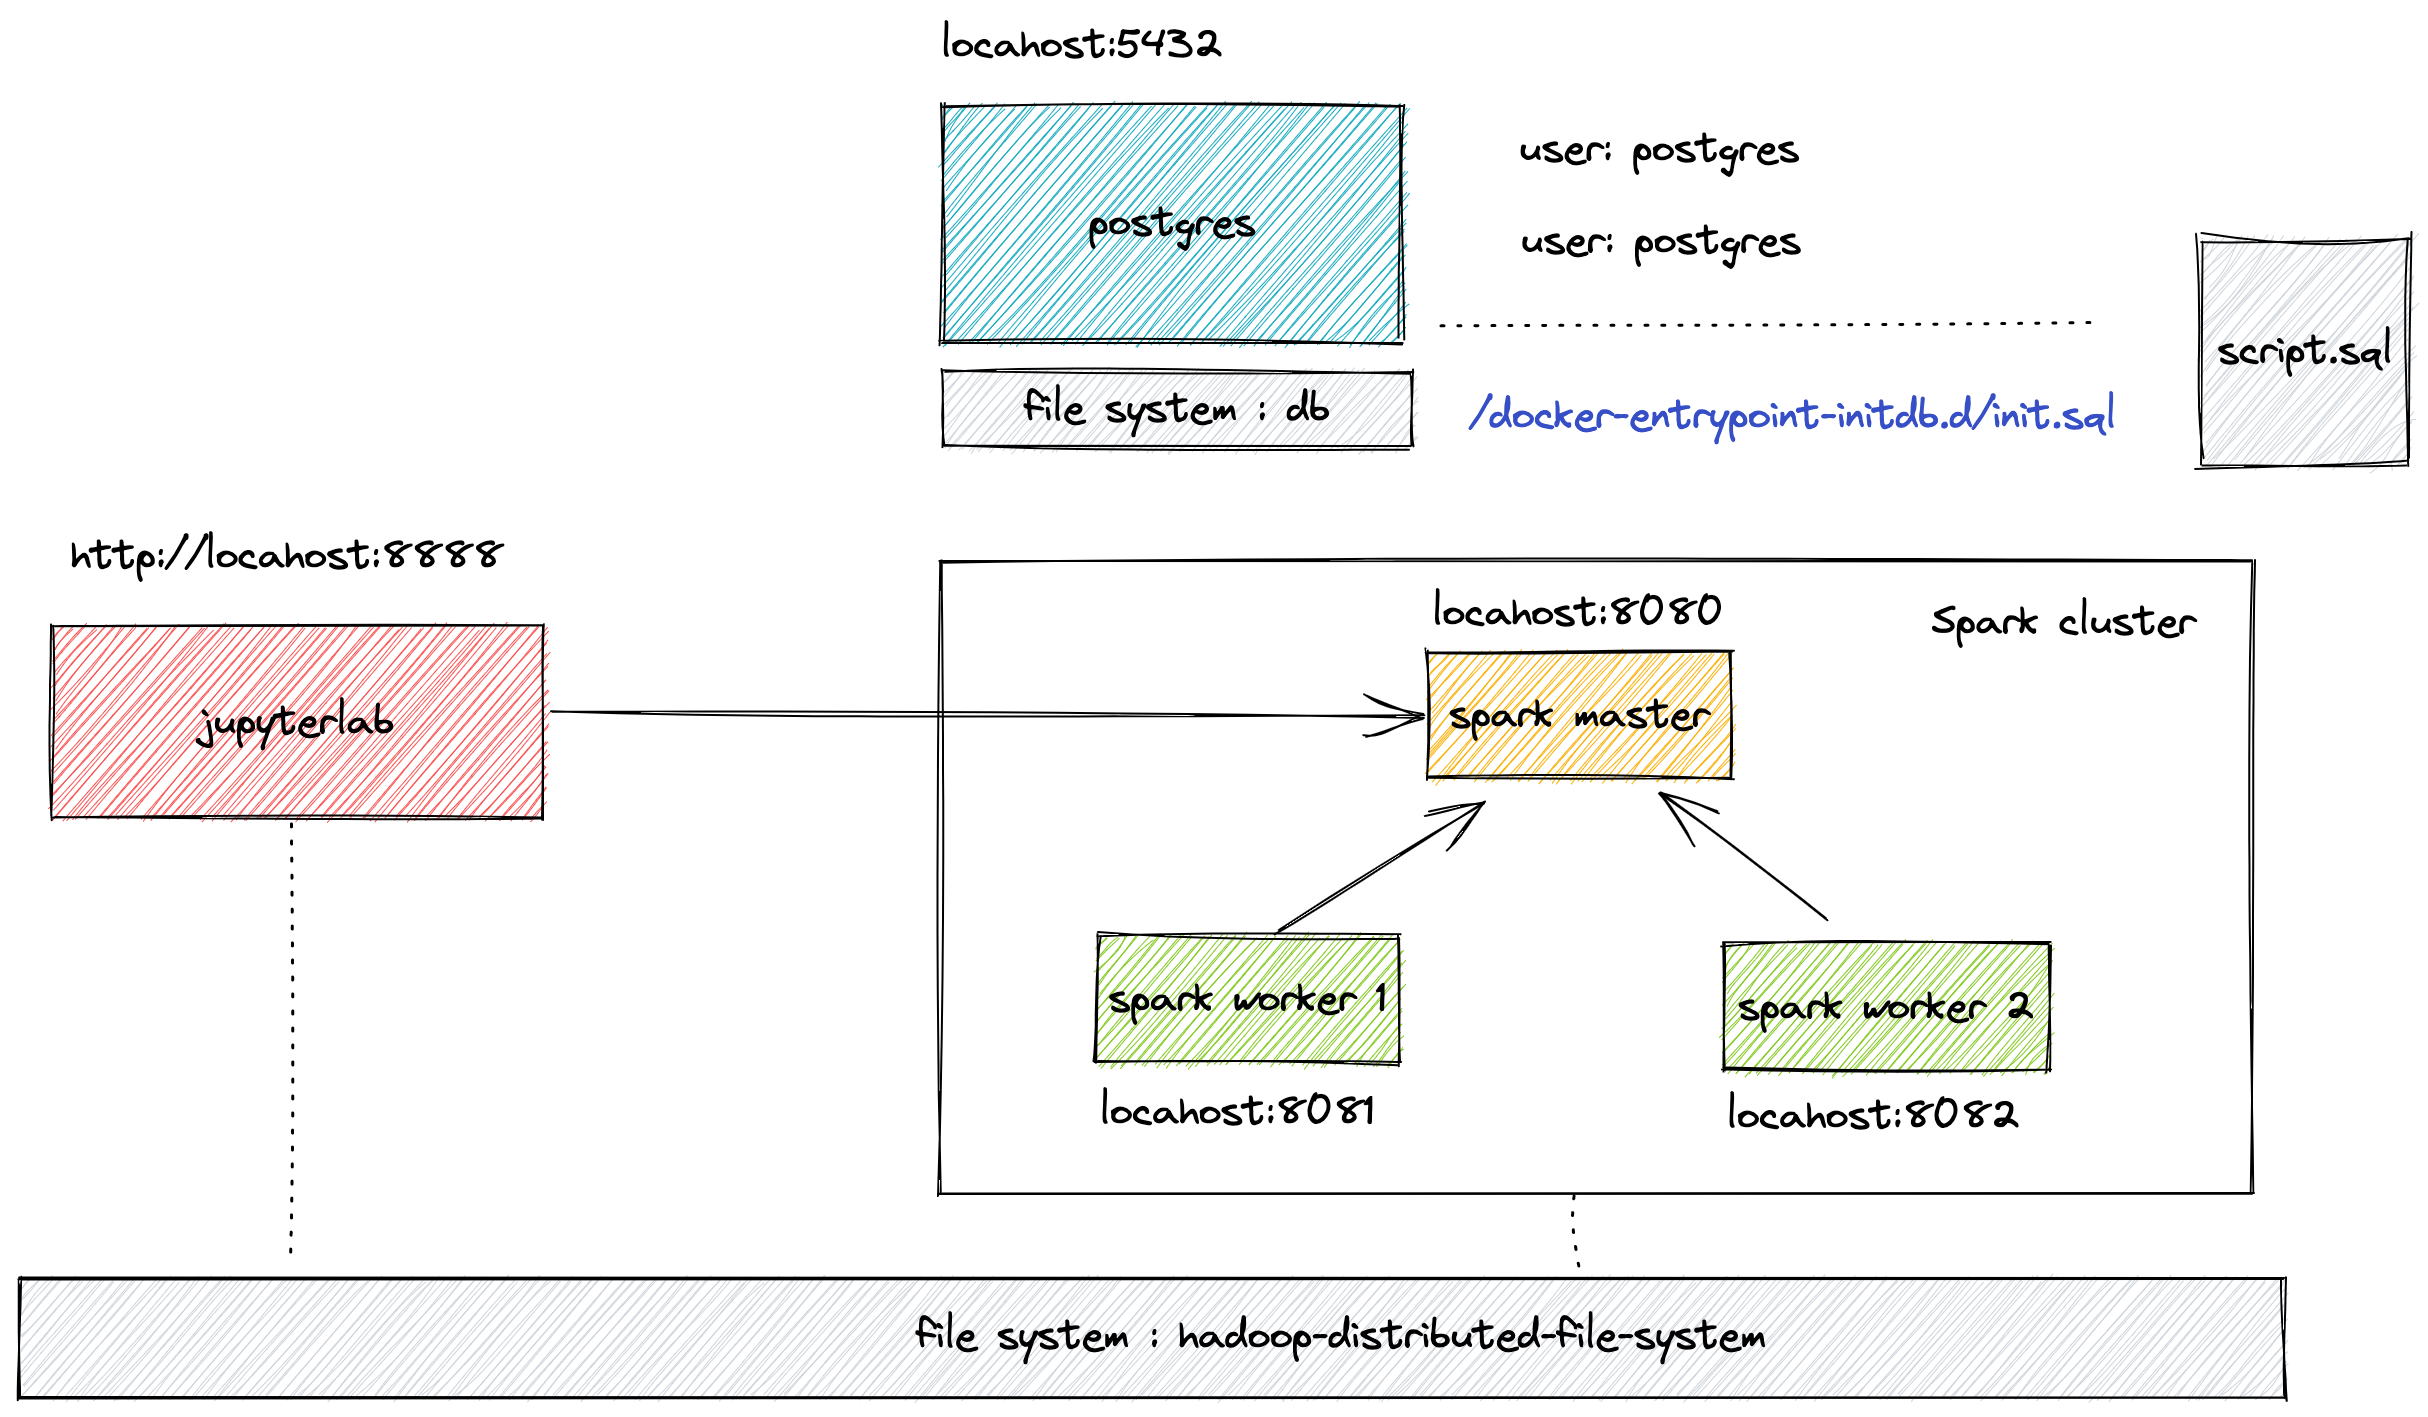 locahost:5432
postgres
user: postgres
user: postgres
script.sql
file system : db
/docker-entrypoint-initdb.d/init.sql
http://locahost:8888
jupyterlab
locahost:8080
Spark cluster
spark master
spark worker 1
spark worker 2
locahost:8081
locahost:8082
file system : hadoop-distributed-file-system